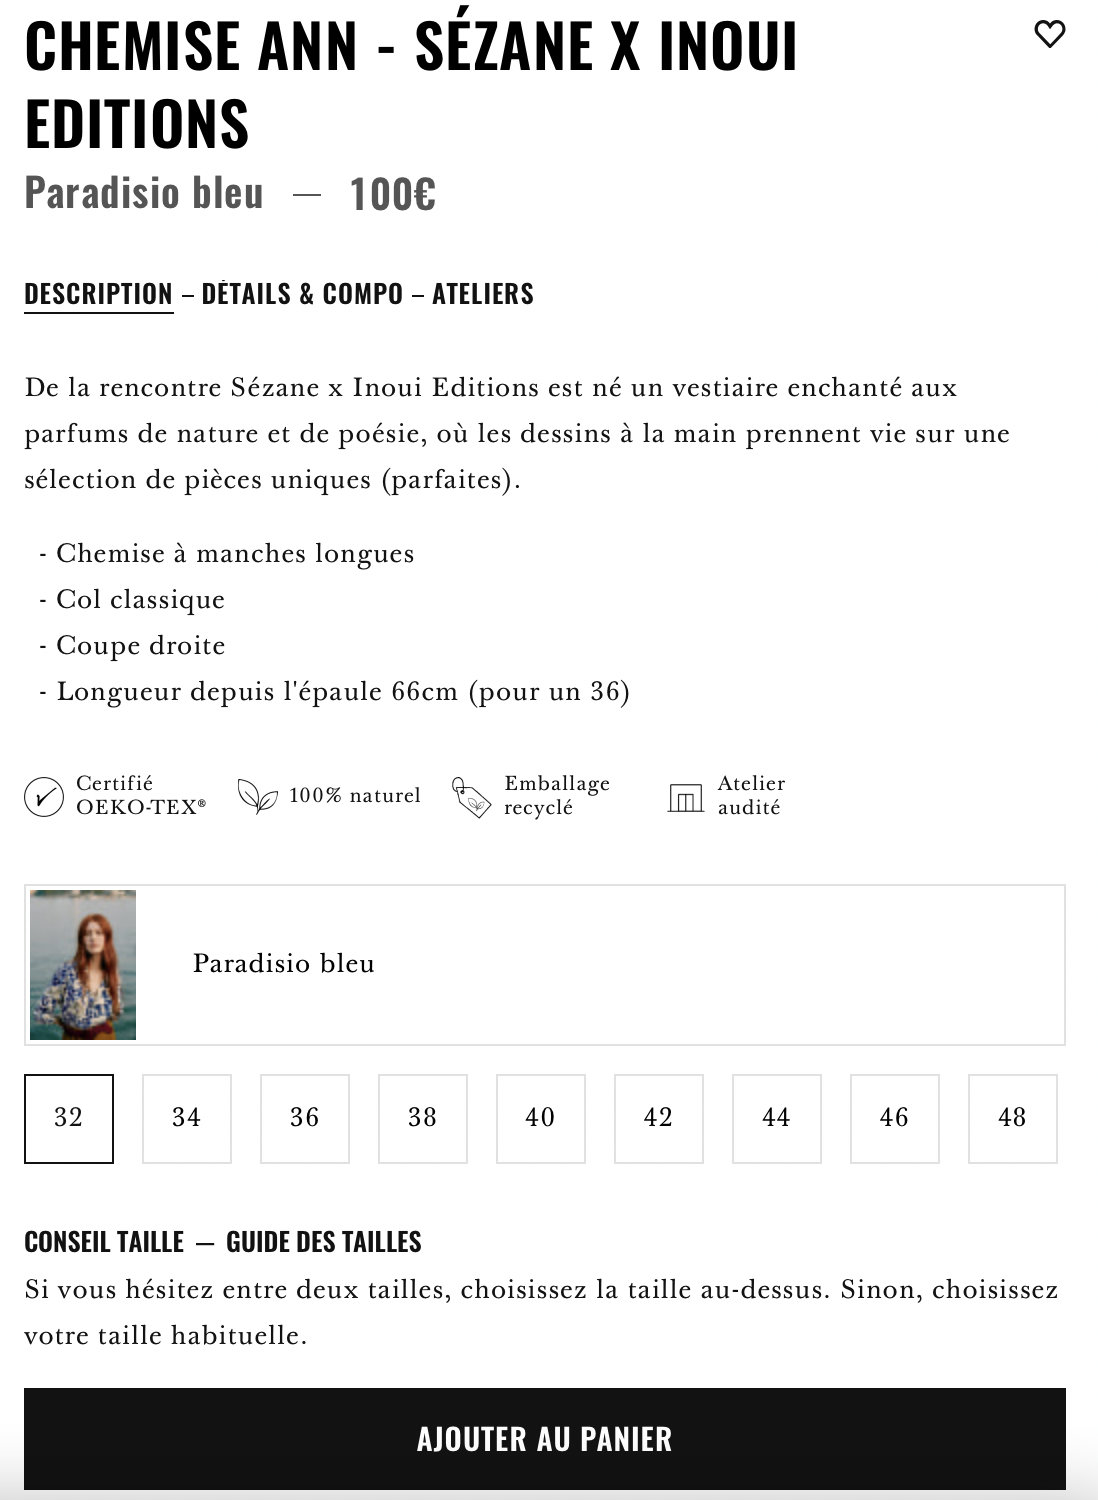 CHEMISE ANN - SÉZANE X INOUI
EDITIONS
Paradisio bleu — 100€
DESCRIPTION – DÉTAILS & COMPO – ATELIERS
De la rencontre Sézane x Inoui Editions est né un vestiaire enchanté aux
parfums de nature et de poésie, où les dessins à la main prennent vie sur une
sélection de pièces uniques (parfaites).
- Chemise à manches longues
- Col classique
- Coupe droite
- Longueur depuis l'épaule 66cm (pour un 36)
Certifié
OEKO-TEX®
100% naturel
Emballage
recyclé
Atelier
audité
Paradisio bleu
32 34 36 38 40 42 44 46 48
CONSEIL TAILLE — GUIDE DES TAILLES
Si vous hésitez entre deux tailles, choisissez la taille au-dessus. Sinon, choisissez
votre taille habituelle.
AJOUTER AU PANIER